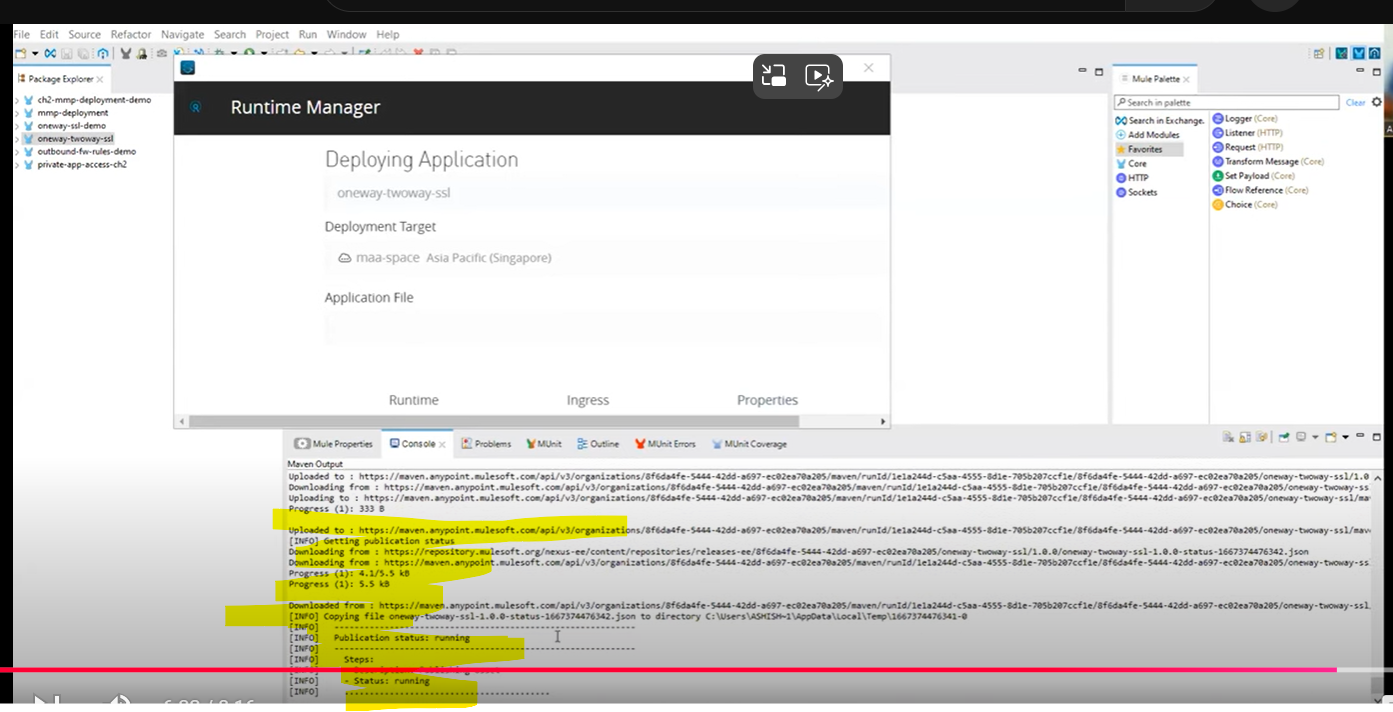 File Edit Source Refactor Navigate Search Project Run Window Help
Package Explorer
ch2-mmp-deployment-demo
mmp-deployment
oneway-ssl-demo
oneway-twoway-ssl
outbound-fw-rules-demo
private-app-access-ch2
Runtime Manager
Deploying Application
oneway-twoway-ssl
Deployment Target
maa-space Asia Pacific (Singapore)
Application File
Runtime Ingress Properties
Mule Palette
Search in palette
Clear
Search in Exchange.
Add Modules
Favorites
Core
HTTP
Sockets
Logger (Core)
Listener (HTTP)
Request (HTTP)
Transform Message (Core)
Set Payload (Core)
Flow Reference (Core)
Choice (Core)
Mule Properties Console Problems MUnit Outline MUnit Errors MUnit Coverage
Maven Output
Uploaded to : https://maven.anypoint.mulesoft.com/api/v3/organizations/8f6da4fe-5444-42dd-a697-ec02ea70a205/maven/runId/1e1a244d-c5aa-4555-8d1e-705b207ccf1e/8f6da4fe-5444-42dd-a697-ec02ea70a205/oneway-twoway-ssl/1.0
Downloading from : https://maven.anypoint.mulesoft.com/api/v3/organizations/8f6da4fe-5444-42dd-a697-ec02ea70a205/maven/runId/1e1a244d-c5aa-4555-8d1e-705b207ccf1e/8f6da4fe-5444-42dd-a697-ec02ea70a205/oneway-twoway-ss
Uploading to : https://maven.anypoint.mulesoft.com/api/v3/organizations/8f6da4fe-5444-42dd-a697-ec02ea70a205/maven/runId/1e1a244d-c5aa-4555-8d1e-705b207ccf1e/8f6da4fe-5444-42dd-a697-ec02ea70a205/oneway-twoway-ssl/ma
Progress (1): 333 B
Uploaded to : https://maven.anypoint.mulesoft.com/api/v3/organizations/8f6da4fe-5444-42dd-a697-ec02ea70a205/maven/runId/1e1a244d-c5aa-4555-8d1e-705b207ccf1e/8f6da4fe-5444-42dd-a697-ec02ea70a205/oneway-twoway-ssl/mav
[INFO] Getting publication status
Downloading from : https://repository.mulesoft.org/nexus-ee/content/repositories/releases-ee/8f6da4fe-5444-42dd-a697-ec02ea70a205/oneway-twoway-ssl/1.0.0/oneway-twoway-ssl-1.0.0-status-1667374476342.json
Downloading from : https://maven.anypoint.mulesoft.com/api/v3/organizations/8f6da4fe-5444-42dd-a697-ec02ea70a205/maven/runId/1e1a244d-c5aa-4555-8d1e-705b207ccf1e/8f6da4fe-5444-42dd-a697-ec02ea70a205/oneway-twoway-ss
Progress (1): 4.1/5.5 kB
Progress (1): 5.5 kB
Downloaded from : https://maven.anypoint.mulesoft.com/api/v3/organizations/8f6da4fe-5444-42dd-a697-ec02ea70a205/maven/runId/1e1a244d-c5aa-4555-8d1e-705b207ccf1e/8f6da4fe-5444-42dd-a697-ec02ea70a205/oneway-twoway-ssl
[INFO] Copying file oneway-twoway-ssl-1.0.0-status-1667374476342.json to directory C:\Users\ASHISH~1\AppData\Local\Temp\1667374476341-0
[INFO] ------------------------------------------------------------
[INFO] Publication status: running
[INFO] ------------------------------------------------------------
[INFO] Steps:
[INFO]
[INFO] - Status: running
[INFO] .........................................